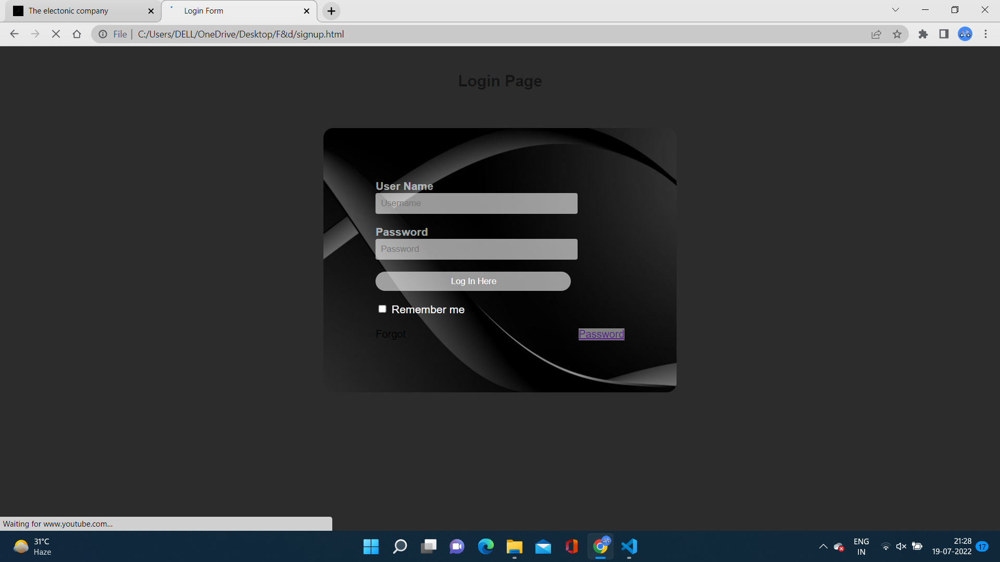 The electonic company
Login Form
File
C:/Users/DELL/OneDrive/Desktop/F&d/signup.html
Login Page
User Name
Username
Password
Password
Log In Here
Remember me
Forgot Password
Waiting for www.youtube.com...
31°C
Haze
ENG
IN
21:28
19-07-2022
17